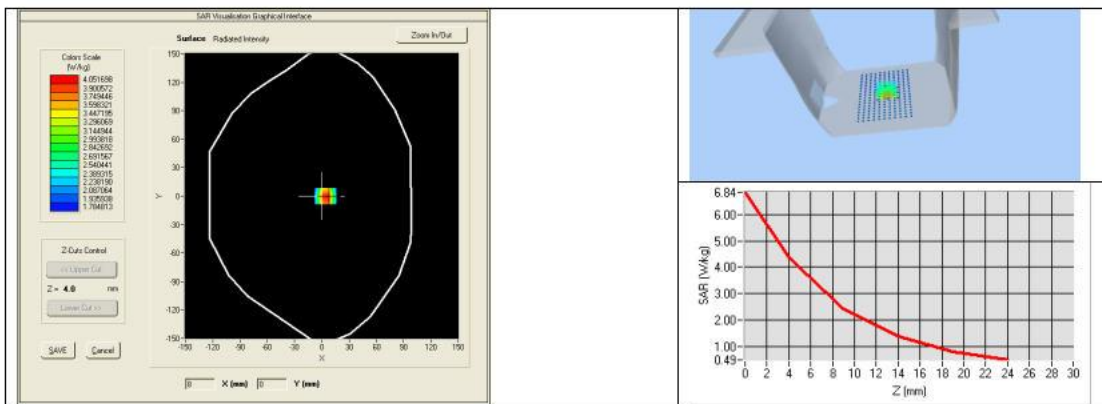 SAR Visualisation Graphical Interface
Surface Radiated Intensity
Zoom In/Out
Colors Scale
(W/kg)
4.051698
3.900572
3.749446
3.598321
3.447195
3.296069
3.144944
2.993818
2.842692
2.691567
2.540441
2.389315
2.238190
2.087064
1.935938
1.784813
Z-Cuts Control
<< Upper Cut
Z = 4.0 mm
Lower Cut >>
SAVE Cancel
150-
120-
90-
60-
30-
Y 0-
-30-
-60-
-90-
-120-
-150-
-150 -120 -90 -60 -30 0 30 60 90 120 150
X
0 X (mm) 0 Y (mm)
6.84-
6.00-
5.00-
4.00-
SAR (W/kg)
2.00-
1.00-
0.49-
0 2 4 6 8 10 12 14 16 18 20 22 24 26 28 30
Z (mm)